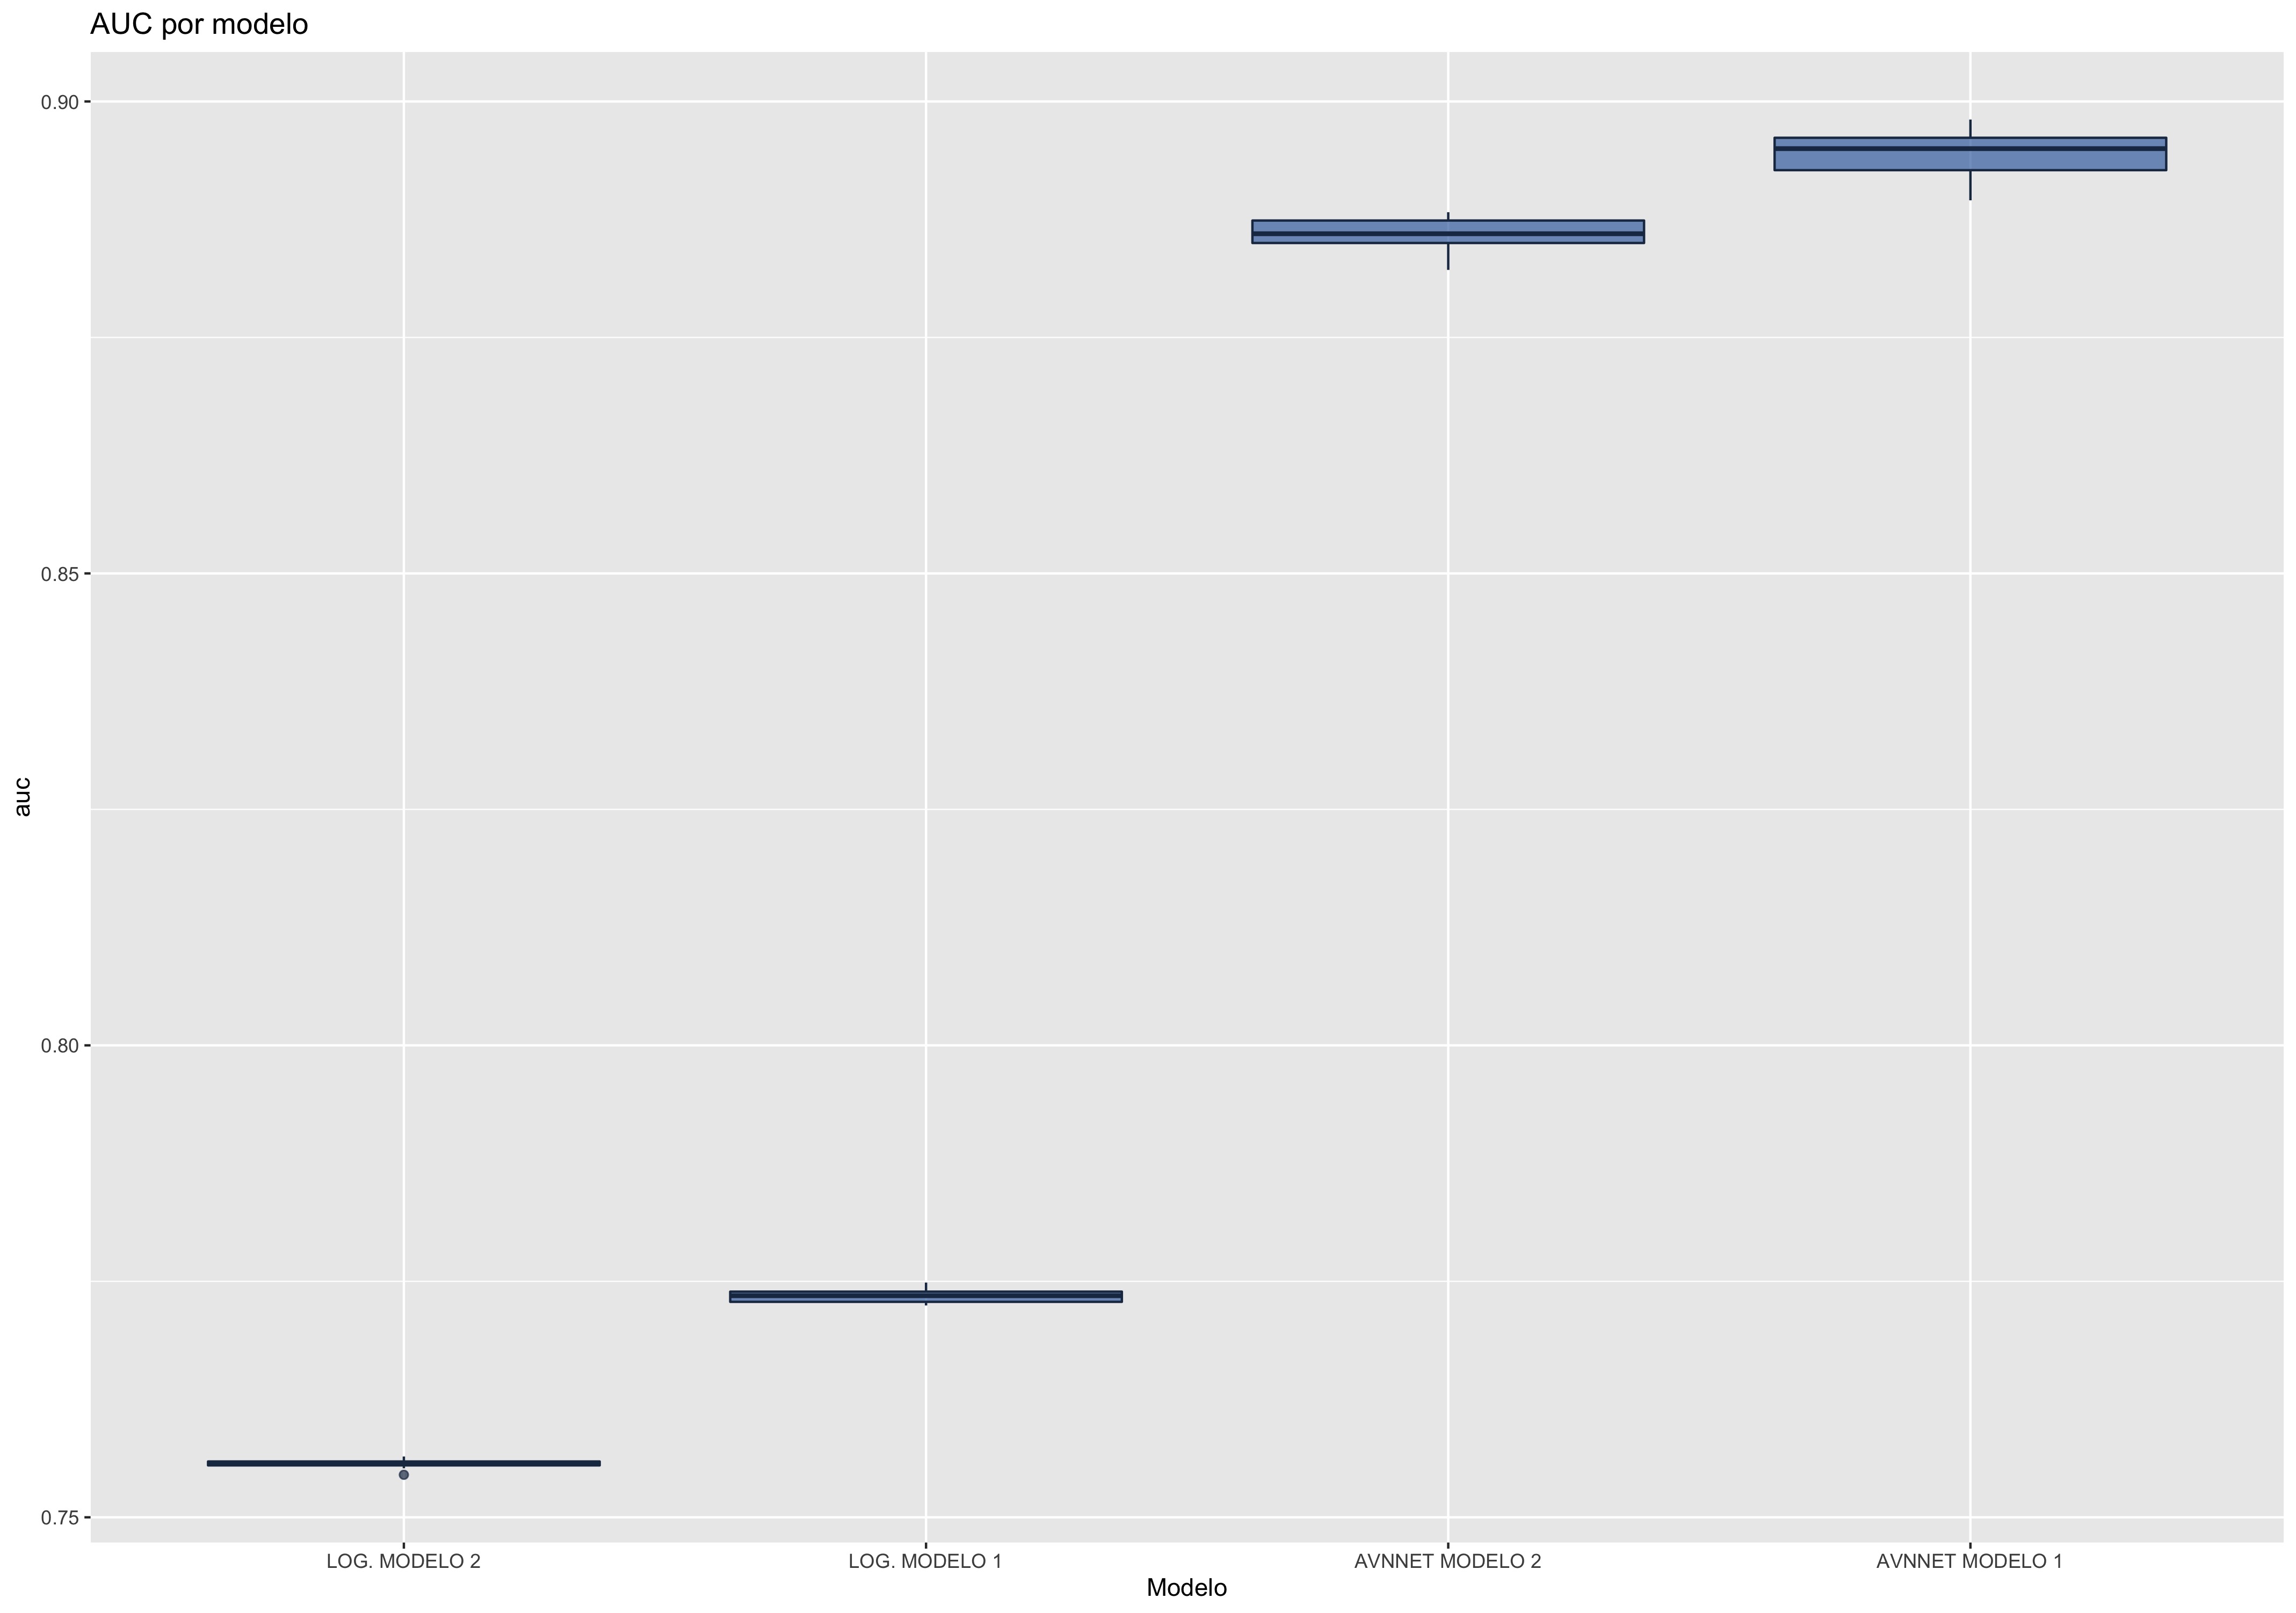 AUC por modelo
0.90
0.85
auc
0.80
0.75
LOG. MODELO 2 LOG. MODELO 1 AVNNET MODELO 2 AVNNET MODELO 1
Modelo